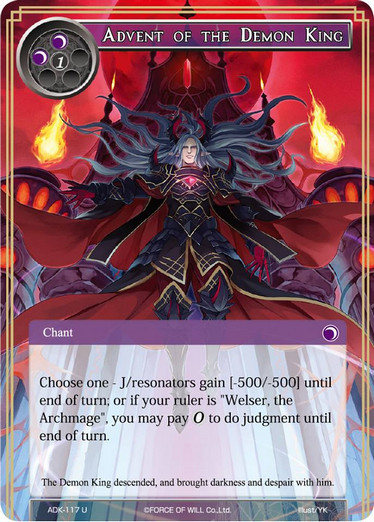 Advent of the Demon King
1
Chant
Choose one - J/resonators gain [-500/-500] until
end of turn; or if your ruler is "Welser, the
Archmage", you may pay 0 to do judgment until
end of turn.
The Demon King descended, and brought darkness and despair with him.
ADK-117 U ©FORCE OF WILL Co.,Ltd. Illust/YK